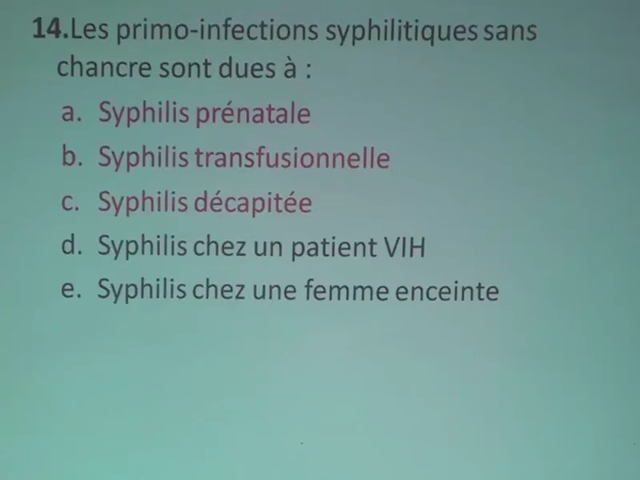 14.Les primo-infections syphilitiques sans
chancre sont dues à :
a. Syphilis prénatale
b. Syphilis transfusionnelle
c. Syphilis décapitée
d. Syphilis chez un patient VIH
e. Syphilis chez une femme enceinte